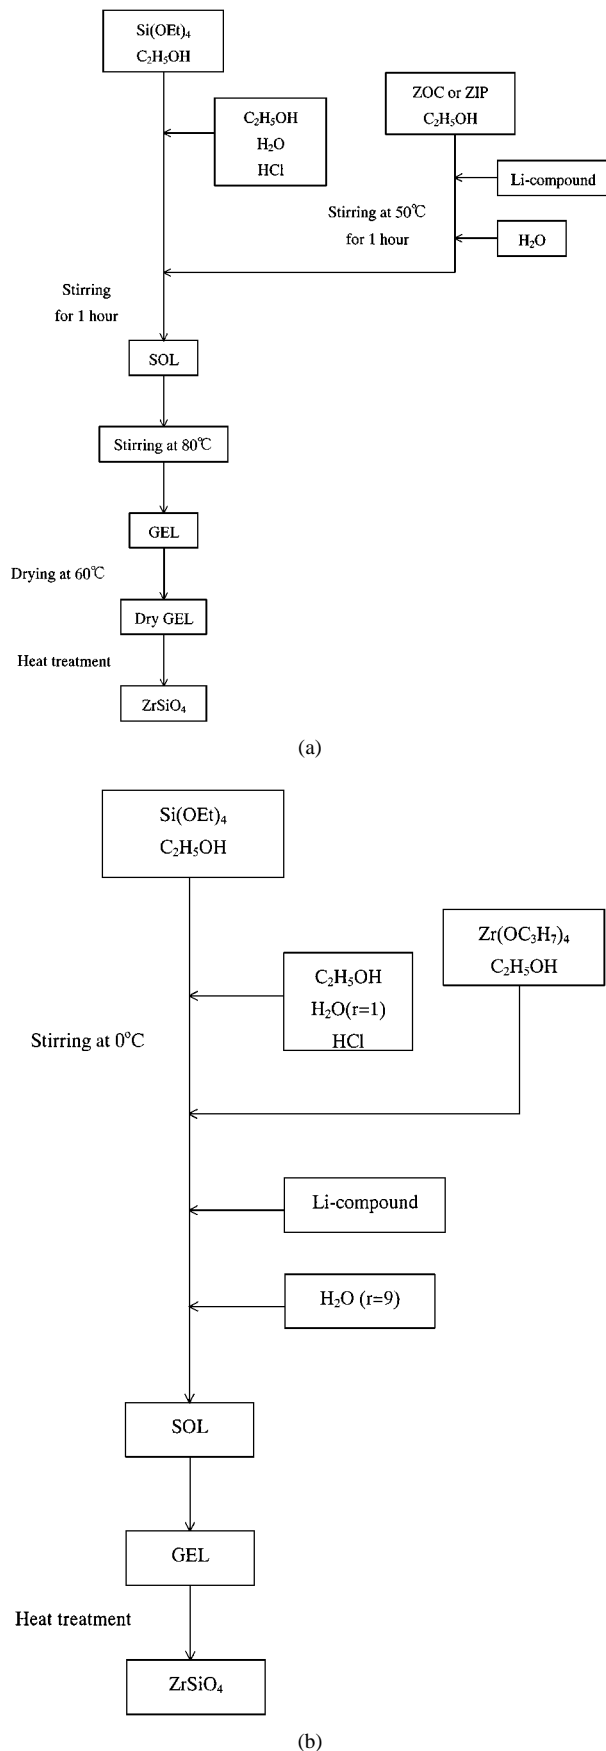 Si(OEt)₄
C₂H₅OH
C₂H₅OH
H₂O
HCl
ZOC or ZIP
C₂H₅OH
Li-compound
Stirring at 50℃
for 1 hour
H₂O
Stirring
for 1 hour
SOL
Stirring at 80℃
GEL
Drying at 60℃
Dry GEL
Heat treatment
ZrSiO₄
(a)
Si(OEt)₄
C₂H₅OH
Zr(OC₃H₇)₄
C₂H₅OH
C₂H₅OH
H₂O(r=1)
HCl
Stirring at 0°C
Li-compound
H₂O (r=9)
SOL
GEL
Heat treatment
ZrSiO₄
(b)